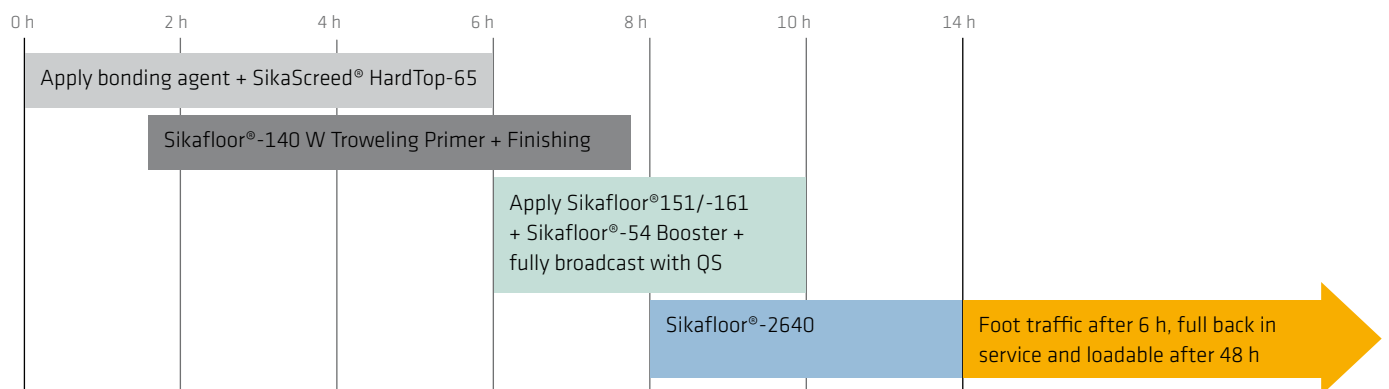 0 h 2 h 4 h 6 h 8 h 10 h 14 h
Apply bonding agent + SikaScreed® HardTop-65
Sikafloor®-140 W Troweling Primer + Finishing
Apply Sikafloor®151/-161
+ Sikafloor®-54 Booster +
fully broadcast with QS
Sikafloor®-2640
Foot traffic after 6 h, full back in
service and loadable after 48 h